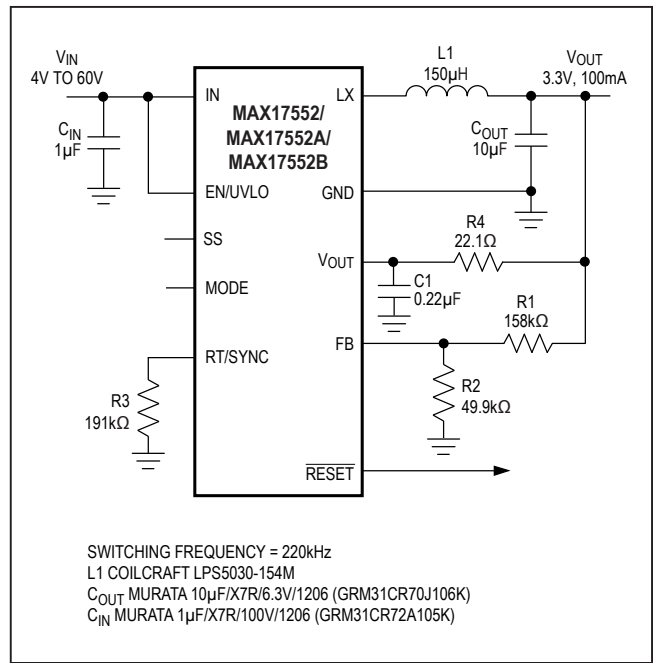 VIN
4V TO 60V
CIN
1µF
IN
MAX17552/
MAX17552A/
MAX17552B
LX
L1
150µH
VOUT
3.3V, 100mA
COUT
10µF
EN/UVLO
GND
SS
VOUT
R4
22.1Ω
C1
0.22µF
MODE
R1
158kΩ
FB
RT/SYNC
R3
191kΩ
R2
49.9kΩ
RESET
SWITCHING FREQUENCY = 220kHz
L1 COILCRAFT LPS5030-154M
COUT MURATA 10µF/X7R/6.3V/1206 (GRM31CR70J106K)
CIN MURATA 1µF/X7R/100V/1206 (GRM31CR72A105K)